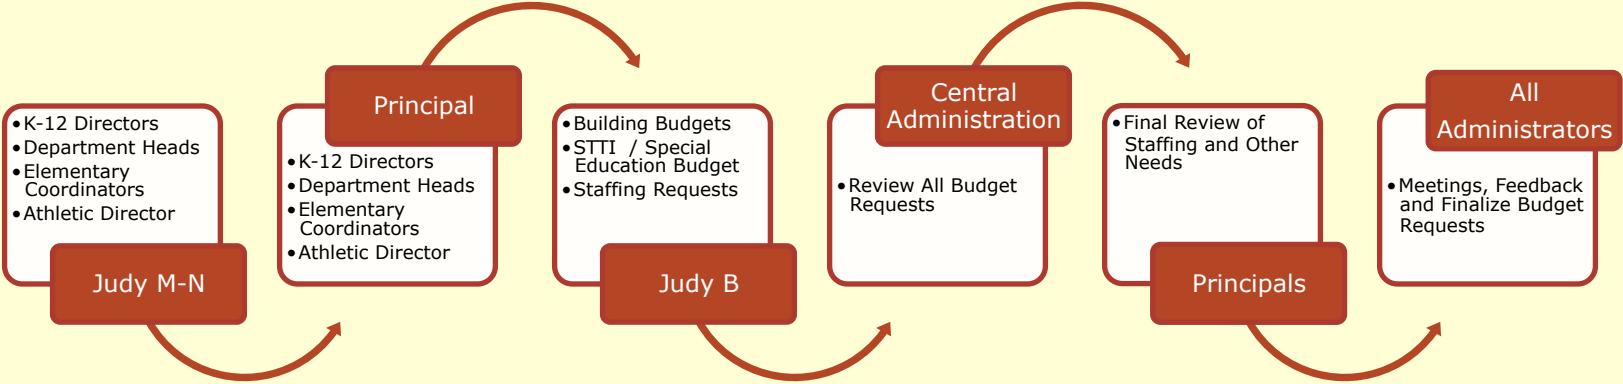 • K-12 Directors
• Department Heads
• Elementary
Coordinators
• Athletic Director
Judy M-N
Principal
• K-12 Directors
• Department Heads
• Elementary
Coordinators
• Athletic Director
• Building Budgets
• STTI  / Special
Education Budget
• Staffing Requests
Judy B
Central
Administration
• Review All Budget
Requests
• Final Review of
Staffing and Other
Needs
Principals
All
Administrators
• Meetings, Feedback
and Finalize Budget
Requests